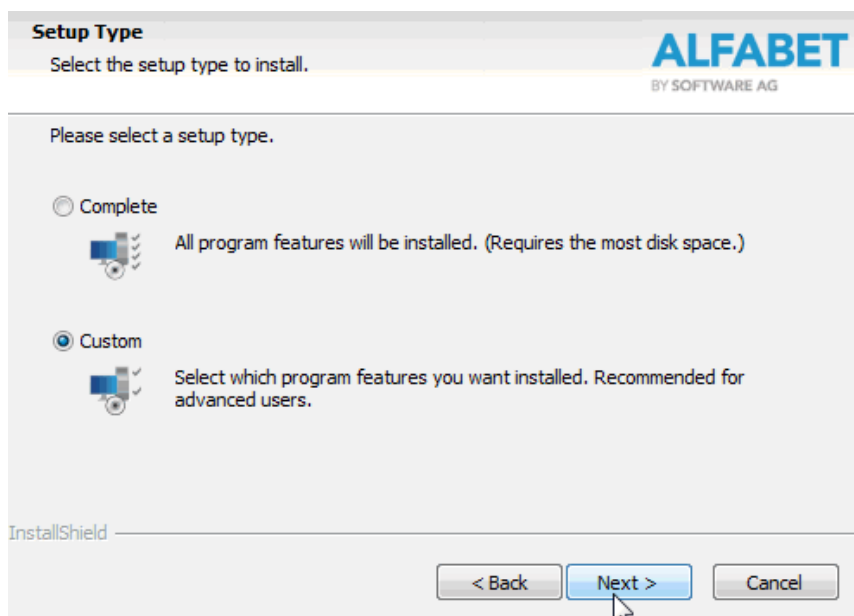 Setup Type
Select the setup type to install.
ALFABET
BY SOFTWARE AG
Please select a setup type.
Complete
All program features will be installed. (Requires the most disk space.)
Custom
Select which program features you want installed. Recommended for
advanced users.
InstallShield
< Back
Next >
Cancel